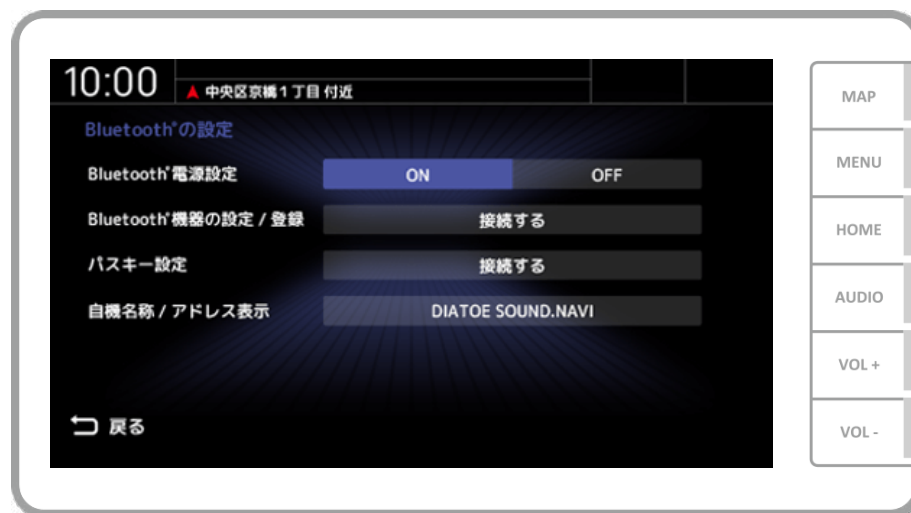 10:00
中央区京橋1丁目 付近
Bluetooth®の設定
Bluetooth®電源設定 ON OFF
Bluetooth®機器の設定 / 登録 接続する
パスキー設定 接続する
自機名称 / アドレス表示 DIATOE SOUND.NAVI
戻る
MAP
MENU
HOME
AUDIO
VOL +
VOL -